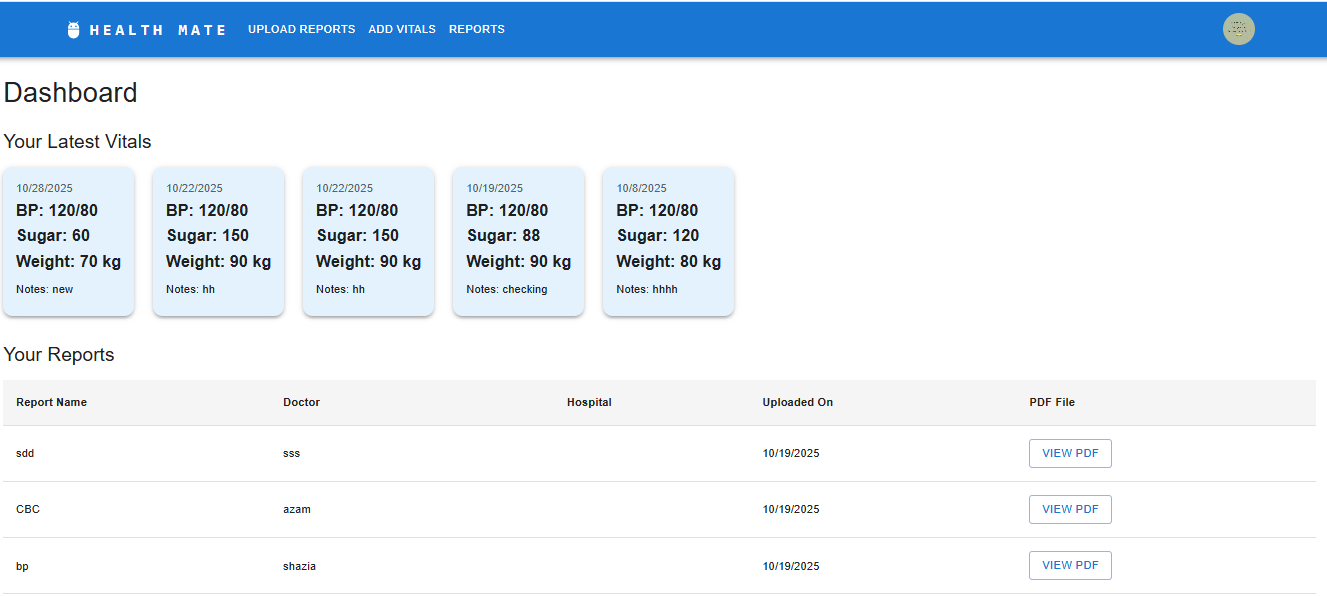 HEALTH MATE UPLOAD REPORTS ADD VITALS REPORTS
Dashboard
Your Latest Vitals
10/28/2025
BP: 120/80
Sugar: 60
Weight: 70 kg
Notes: new
10/22/2025
BP: 120/80
Sugar: 150
Weight: 90 kg
Notes: hh
10/22/2025
BP: 120/80
Sugar: 150
Weight: 90 kg
Notes: hh
10/19/2025
BP: 120/80
Sugar: 88
Weight: 90 kg
Notes: checking
10/8/2025
BP: 120/80
Sugar: 120
Weight: 80 kg
Notes: hhhh
Your Reports
Report Name Doctor Hospital Uploaded On PDF File
sdd sss 10/19/2025 VIEW PDF
CBC azam 10/19/2025 VIEW PDF
bp shazia 10/19/2025 VIEW PDF